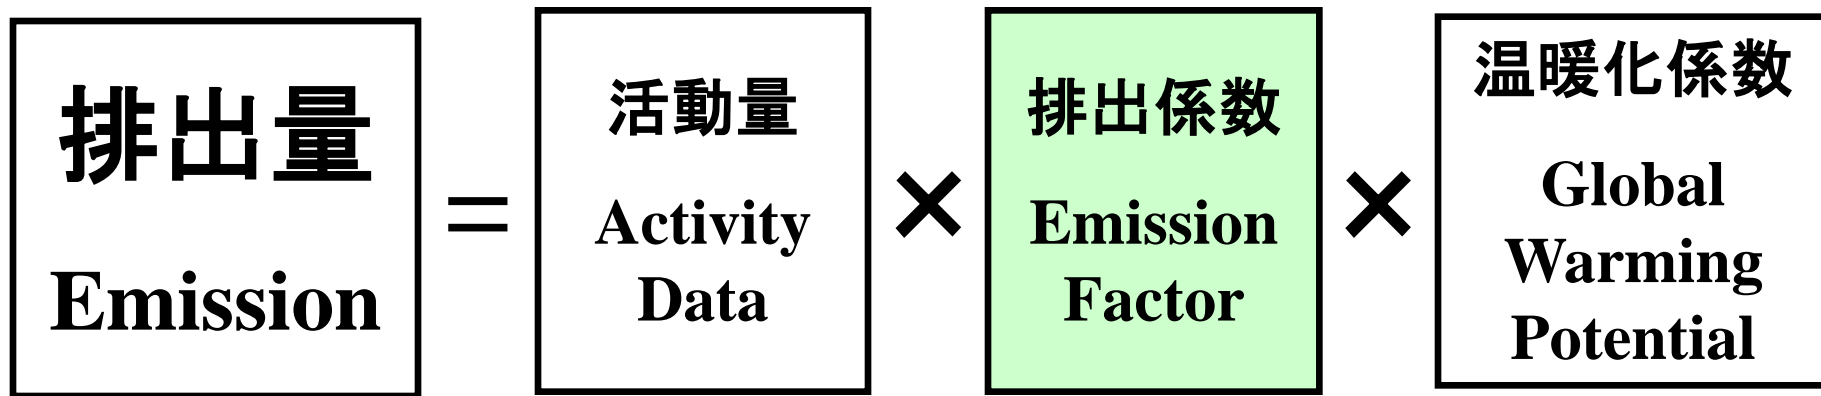 排出量
Emission
=
活動量
Activity
Data
×
排出係数
Emission
Factor
×
温暖化係数
Global
Warming
Potential